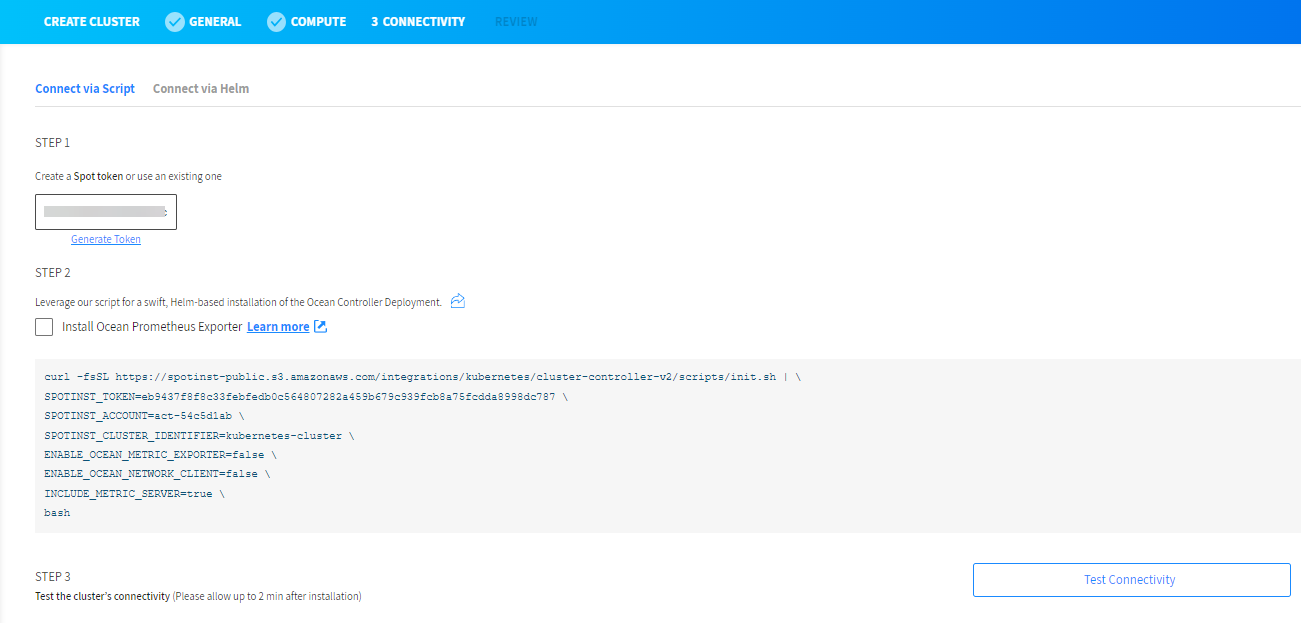 CREATE CLUSTER GENERAL COMPUTE 3 CONNECTIVITY REVIEW
Connect via Script Connect via Helm
STEP 1
Create a Spot token or use an existing one
Generate Token
STEP 2
Leverage our script for a swift, Helm-based installation of the Ocean Controller Deployment.
Install Ocean Prometheus Exporter Learn more
curl -fsSL https://spotinst-public.s3.amazonaws.com/integrations/kubernetes/cluster-controller-v2/scripts/init.sh | \
SPOTINST_TOKEN=eb9437f8f8c33febfedb0c564807282a459b679c939fcb8a75fcdda8998dc787 \
SPOTINST_ACCOUNT=act-54c5d1ab \
SPOTINST_CLUSTER_IDENTIFIER=kubernetes-cluster \
ENABLE_OCEAN_METRIC_EXPORTER=false \
ENABLE_OCEAN_NETWORK_CLIENT=false \
INCLUDE_METRIC_SERVER=true \
bash
STEP 3
Test the cluster's connectivity (Please allow up to 2 min after installation)
Test Connectivity